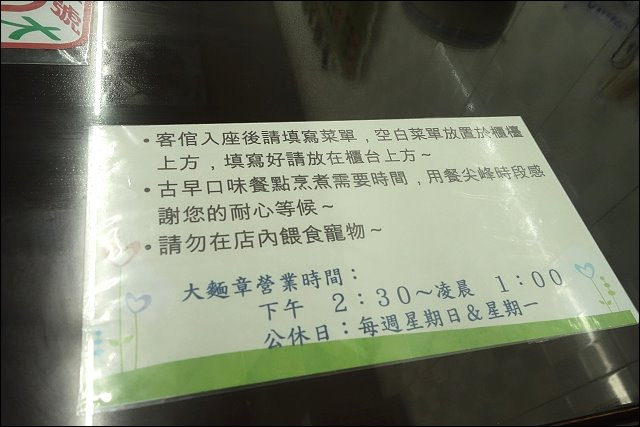 號
• 客倌入座後請填寫菜單，空白菜單放置於櫃檯
上方，填寫好請放在櫃台上方~
• 古早口味餐點烹煮需要時間，用餐尖峰時段感
謝您的耐心等候~
• 請勿在店內餵食寵物~
大麵章營業時間：
下午 2：30~凌晨 1：00
公休日：每週星期日＆星期一